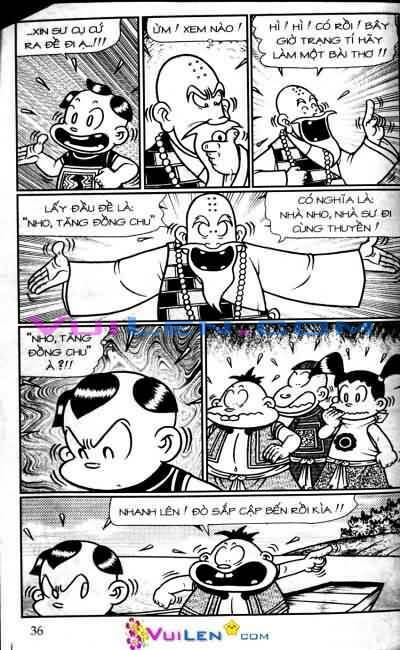 ..XIN SƯ CỤ CỨ
RA ĐỀ ĐI Ạ...!!!
ỪM! XEM NÀO!
HÌ! HÌ! CÓ RỒI! BÂY
GIỜ TRẠNG TÍ HÃY
LÀM MỘT BÀI THƠ!!
LẤY ĐẦU ĐỀ LÀ:
"NHO, TĂNG ĐỒNG CHU"
CÓ NGHĨA LÀ:
NHÀ NHO, NHÀ SƯ ĐI
CÙNG THUYỀN!
VUILEN.COM
"NHO, TĂNG
ĐỒNG CHU"
À?!!
NHANH LÊN! ĐÒ SẮP CẬP BẾN RỒI KÌA!!
36
VUILEN.COM